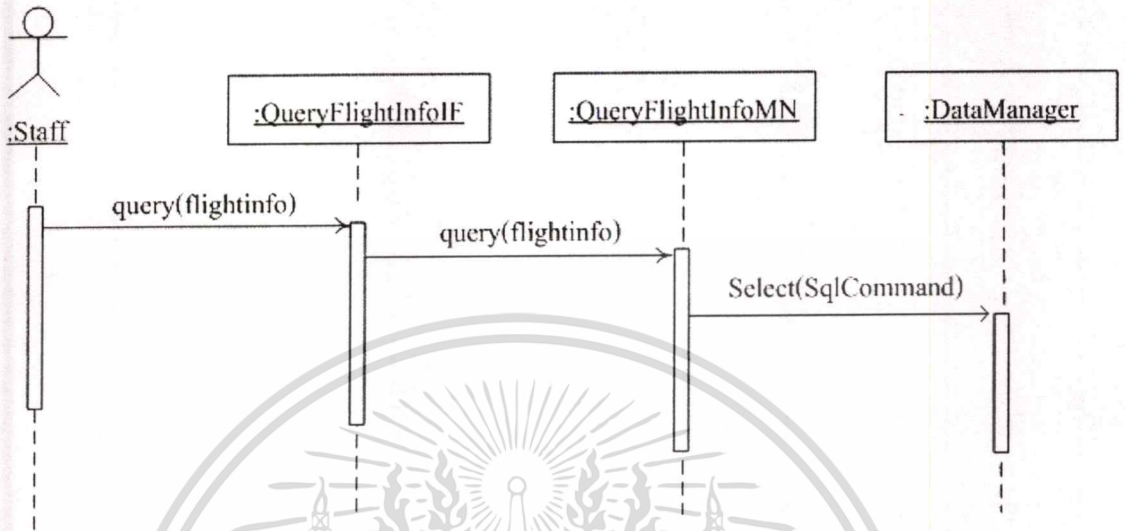 :Staff
:QueryFlightInfoIF
:QueryFlightInfoMN
:DataManager
query(flightinfo)
query(flightinfo)
Select(SqlCommand)